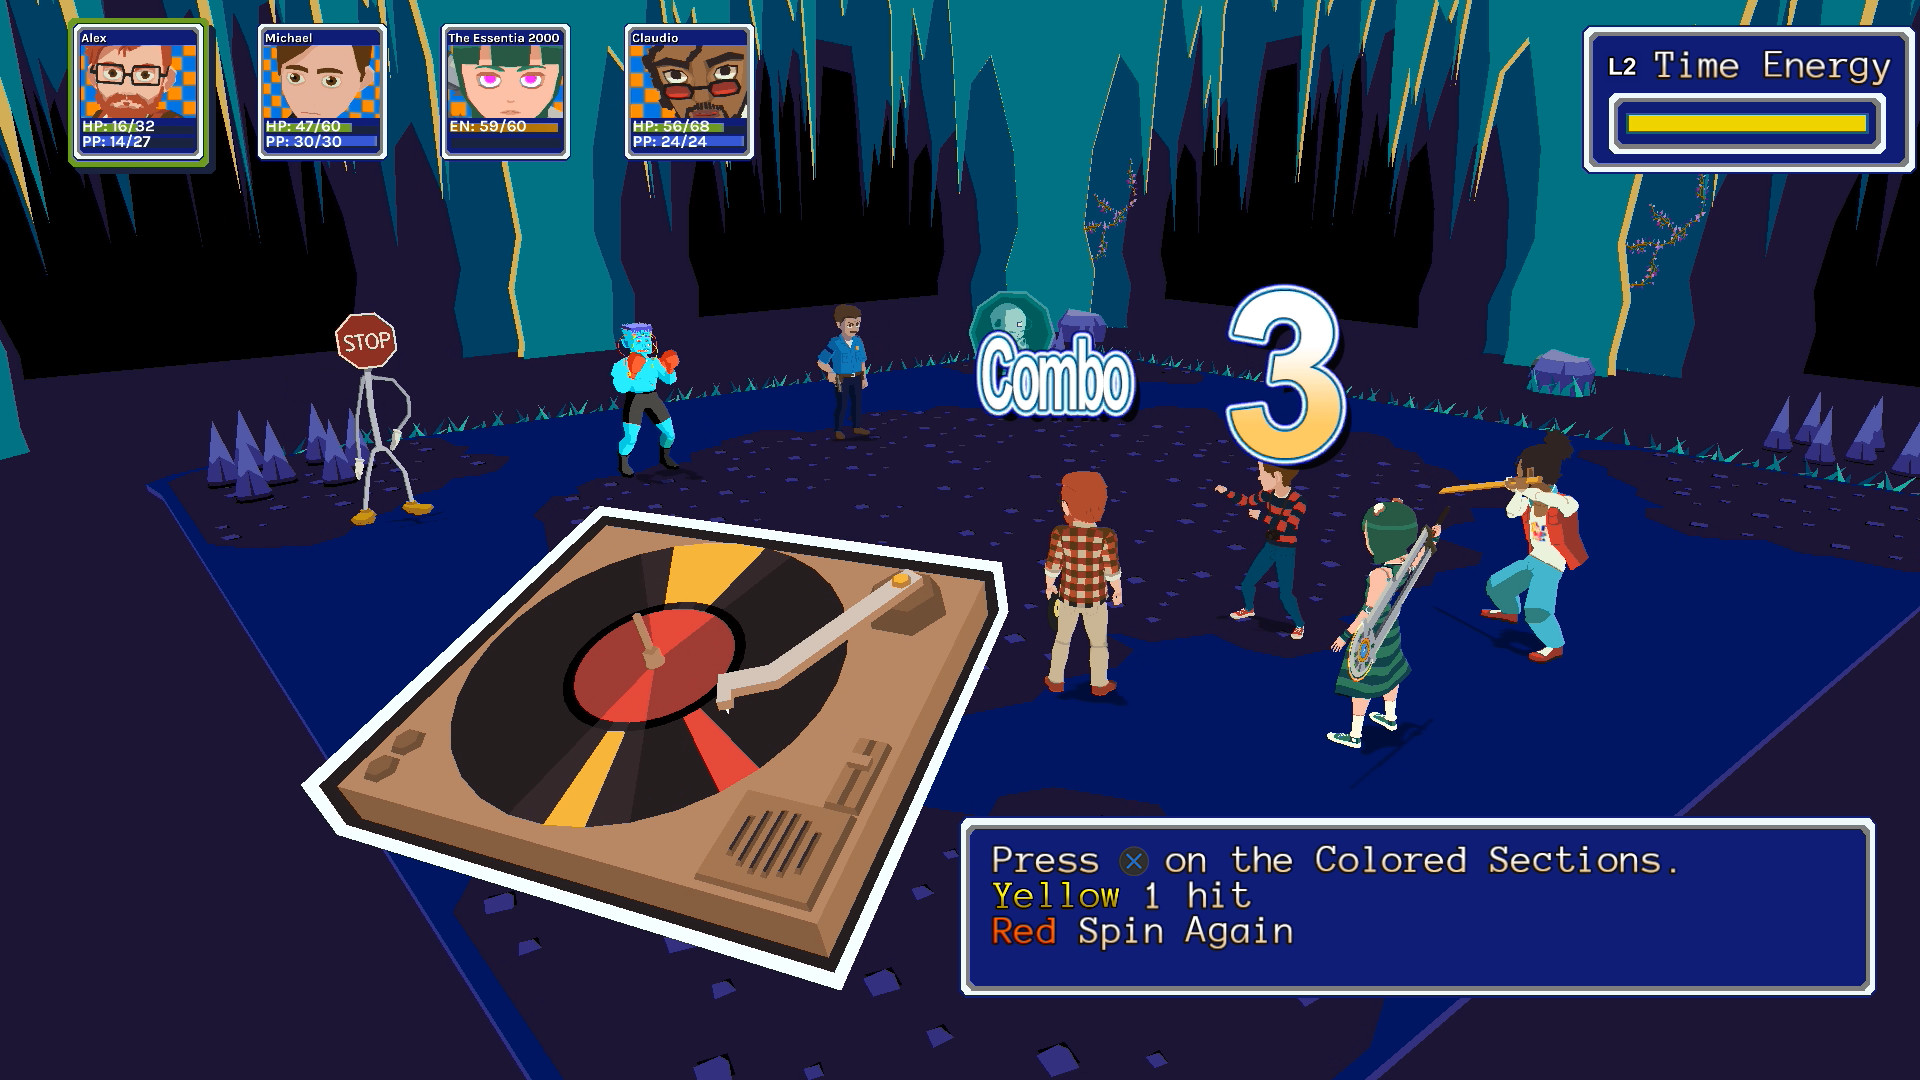 Alex
HP: 16/32
PP: 14/27
Michael
HP: 47/60
PP: 30/30
The Essentia 2000
EN: 59/60
Claudio
HP: 56/68
PP: 24/24
L2 Time Energy
STOP
Combo 3
Press ⓧ on the Colored Sections.
Yellow 1 hit
Red Spin Again